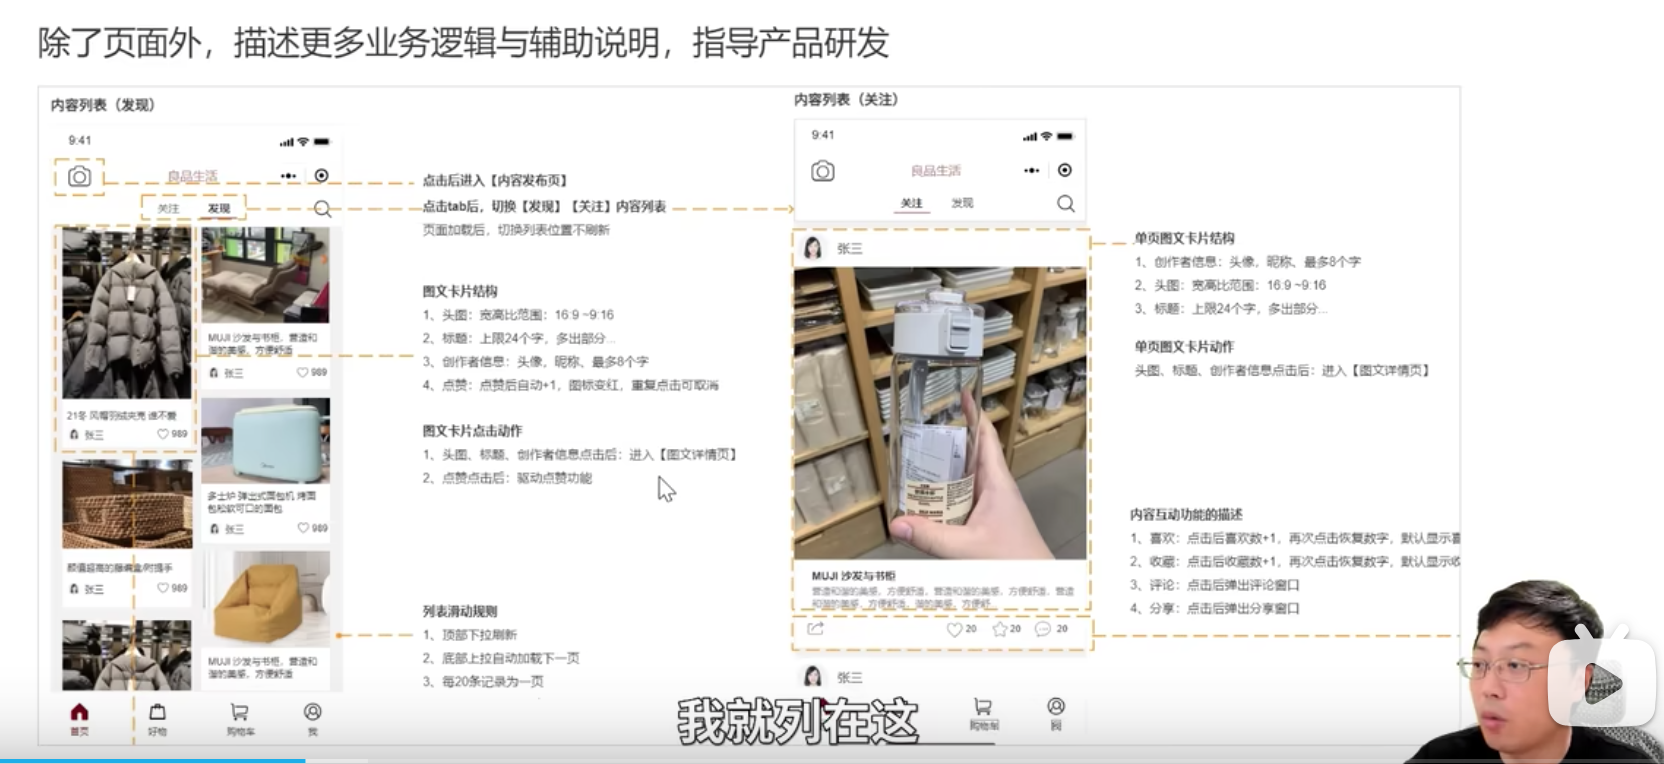 除了页面外，描述更多业务逻辑与辅助说明，指导产品研发
内容列表（发现）
9:41
良品生活
关注 发现
21冬 风帽羽绒夹克 谁不爱
张三 989
颜值超高的藤编盒/附提手
张三 989
MUJI 沙发与书柜，营造和
谐的美感，方便舒适
张三 989
多士炉 弹出式面包机 烤面
包松软可口的面包
张三 989
MUJI 沙发与书柜，营造和
谐的美感，方便舒适
首页 好物 购物车 我
点击后进入【内容发布页】
点击tab后，切换【发现】【关注】内容列表
页面加载后，切换列表位置不刷新
图文卡片结构
1、头图：宽高比范围：16:9 ~9:16
2、标题：上限24个字，多出部分...
3、创作者信息：头像，昵称、最多8个字
4、点赞：点赞后自动+1，图标变红，重复点击可取消
图文卡片点击动作
1、头图、标题、创作者信息点击后：进入【图文详情页】
2、点赞点击后：驱动点赞功能
列表滑动规则
1、顶部下拉刷新
2、底部上拉自动加载下一页
3、每20条记录为一页
内容列表（关注）
9:41
良品生活
关注 发现
张三
MUJI 沙发与书柜
营造和谐的美感，方便舒适，营造和谐的美感，方便舒适，营造
和谐的美感，方便舒适，谐的美感，方便舒
20 20 20
张三
购物车
单页图文卡片结构
1、创作者信息：头像，昵称、最多8个字
2、头图：宽高比范围：16:9 ~9:16
3、标题：上限24个字，多出部分...
单页图文卡片动作
头图、标题、创作者信息点击后：进入【图文详情页】
内容互动功能的描述
1、喜欢：点击后喜欢数+1，再次点击恢复数字，默认显示喜
2、收藏：点击后收藏数+1，再次点击恢复数字，默认显示收
3、评论：点击后弹出评论窗口
4、分享：点击后弹出分享窗口
我就列在这